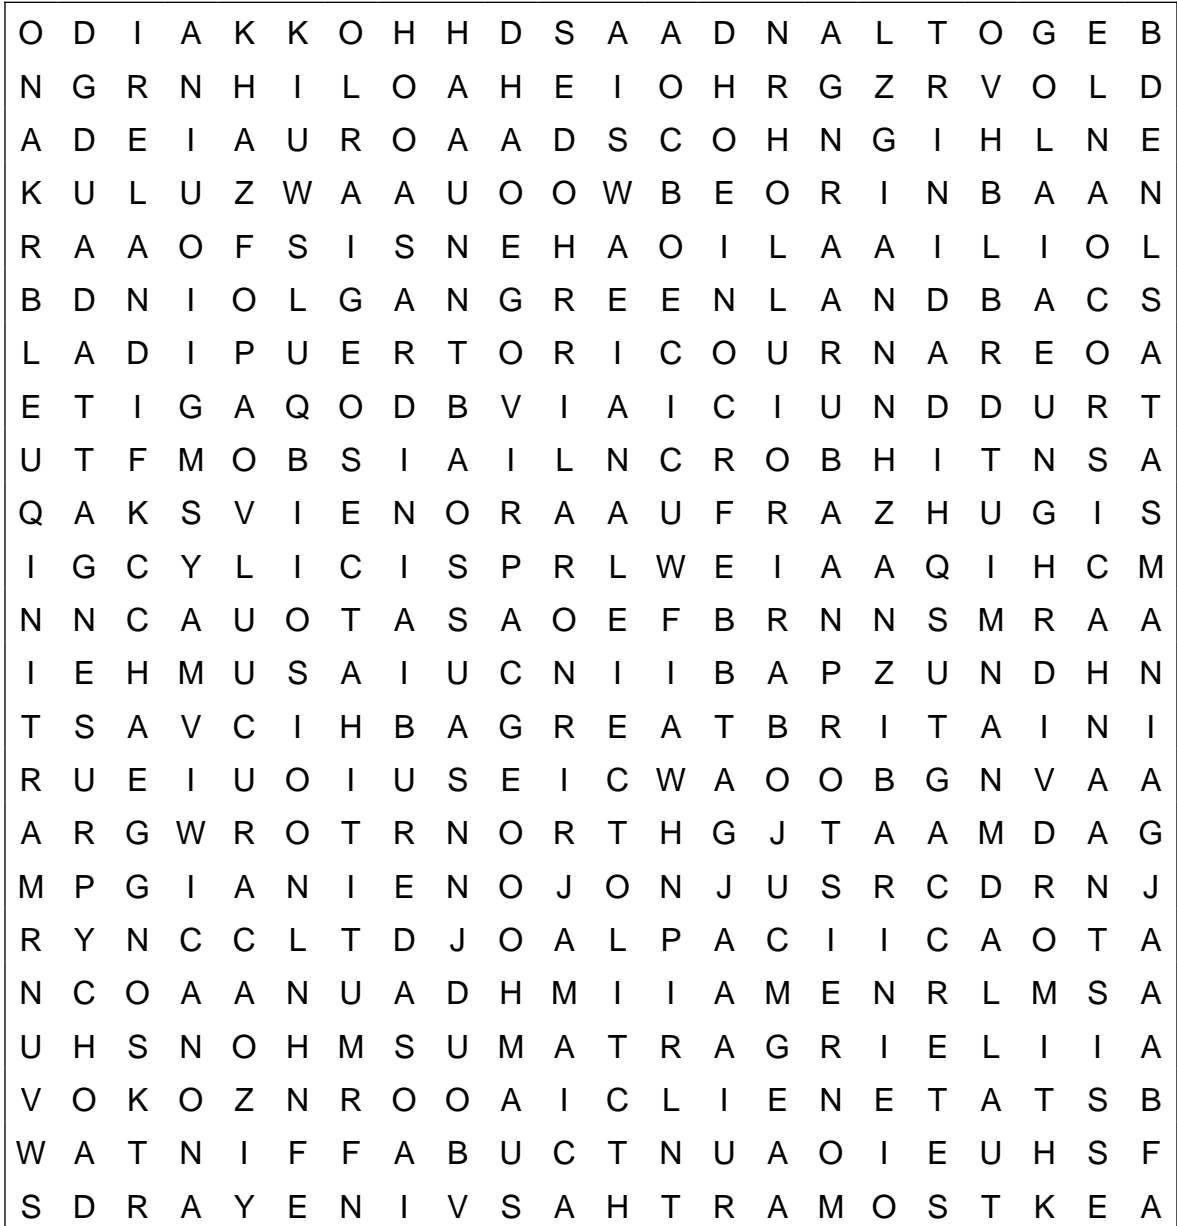 O D I A K K O H H D S A A D N A L T O G E B
N G R N H I L O A H E I O H R G Z R V O L D
A D E I A U R O A A D S C O H N G I H L N E
K U L U Z W A A U O O W B E O R I N B A A N
R A A O F S I S N E H A O I L A A I L I O L
B D N I O L G A N G R E E N L A N D B A C S
L A D I P U E R T O R I C O U R N A R E O A
E T I G A Q O D B V I A I C I U N D D U R T
U T F M O B S I A I L N C R O B H I T N S A
Q A K S V I E N O R A A U F R A Z H U G I S
I G C Y L I C I S P R L W E I A A Q I H C M
N N C A U O T A S A O E F B R N N S M R A A
I E H M U S A I U C N I I B A P Z U N D H N
T S A V C I H B A G R E A T B R I T A I N I
R U E I U O I U S E I C W A O O B G N V A A
A R G W R O T R N O R T H G J T A A M D A G
M P G I A N I E N O J O N J U S R C D R N J
R Y N C C L T D J O A L P A C I I C A O T A
N C O A A N U A D H M I I A M E N R L M S A
U H S N O H M S U M A T R A G R I E L I I A
V O K O Z N R O O A I C L I E N E T A T S B
W A T N I F F A B U C T N U A O I E U H S F
S D R A Y E N I V S A H T R A M O S T K E A